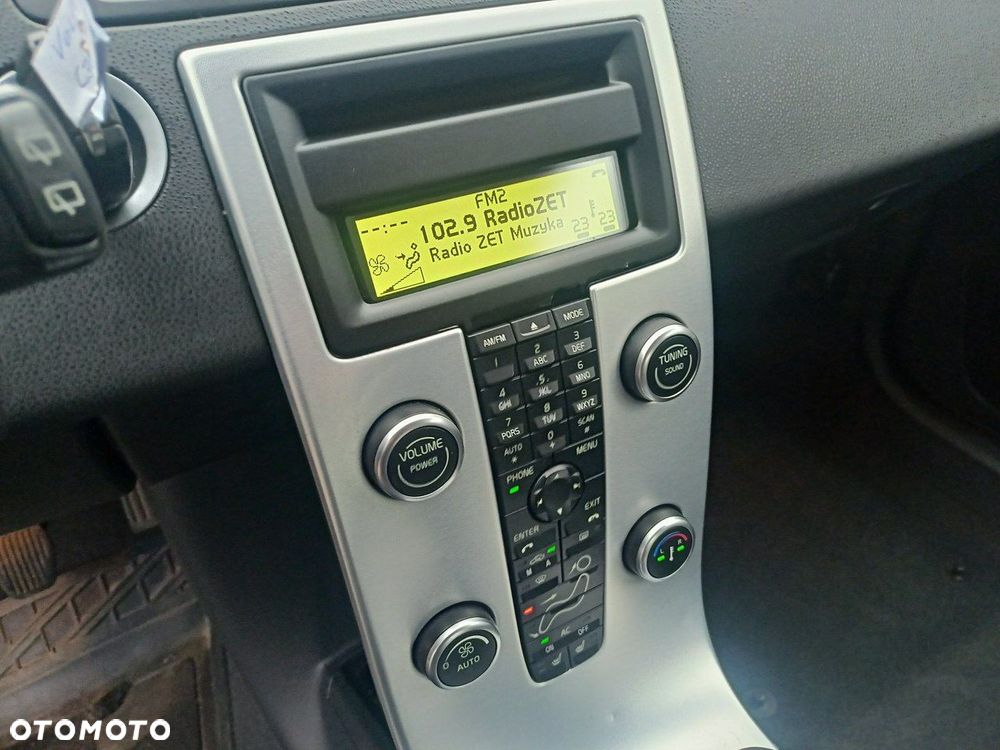 FM2
--:-- 102.9 RadioZET
Radio ZET Muzyka 23 23
AM/FM
MODE
1
2 ABC
3 DEF
4 GHI
5 JKL
6 MNO
7 PQRS
8 TUV
9 WXYZ
AUTO *
0 +
SCAN #
MENU
PHONE
EXIT
ENTER
M A
AC
ON OFF
VOLUME
POWER
TUNING
SOUND
L R
0 AUTO
OTOMOTO